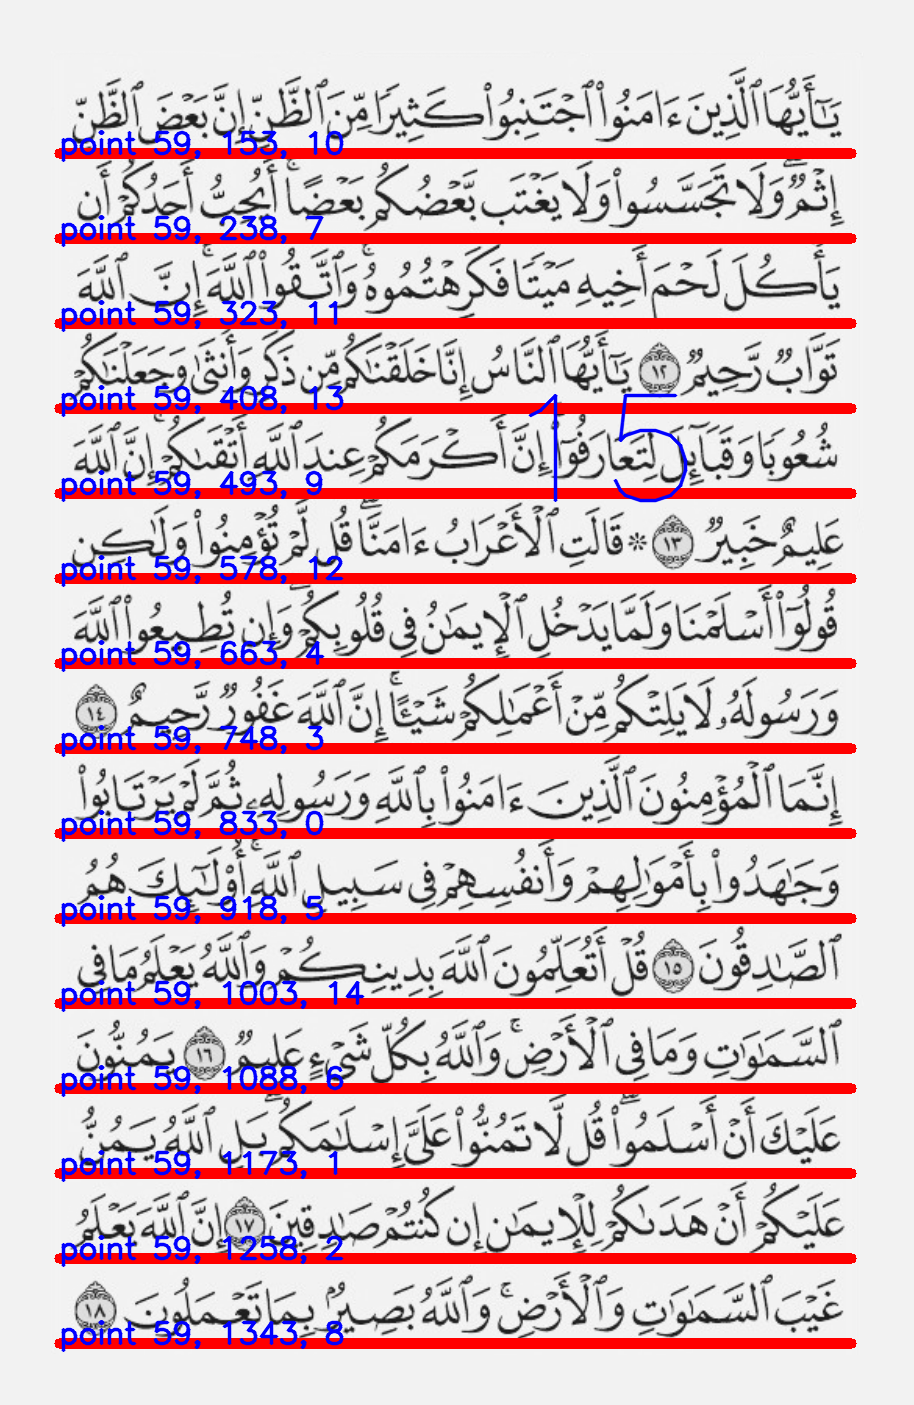 يَـٰٓأَيُّهَا ٱلَّذِينَ ءَامَنُوا۟ ٱجْتَنِبُوا۟ كَثِيرًا مِّنَ ٱلظَّنِّ إِنَّ بَعْضَ ٱلظَّنِّ
point 59, 153, 10
إِثْمٌ ۖ وَلَا تَجَسَّسُوا۟ وَلَا يَغْتَب بَّعْضُكُم بَعْضًا ۚ أَيُحِبُّ أَحَدُكُمْ أَن
point 59, 238, 7
يَأْكُلَ لَحْمَ أَخِيهِ مَيْتًا فَكَرِهْتُمُوهُ ۚ وَٱتَّقُوا۟ ٱللَّهَ ۚ إِنَّ ٱللَّهَ
point 59, 323, 11
تَوَّابٌ رَّحِيمٌ ١٢ يَـٰٓأَيُّهَا ٱلنَّاسُ إِنَّا خَلَقْنَـٰكُم مِّن ذَكَرٍ وَأُنثَىٰ وَجَعَلْنَـٰكُمْ
point 59, 408, 13
15
شُعُوبًا وَقَبَآئِلَ لِتَعَارَفُوٓا۟ ۚ إِنَّ أَكْرَمَكُمْ عِندَ ٱللَّهِ أَتْقَىٰكُمْ ۚ إِنَّ ٱللَّهَ
point 59, 493, 9
عَلِيمٌ خَبِيرٌ ١٣ ۞ قَالَتِ ٱلْأَعْرَابُ ءَامَنَّا ۖ قُل لَّمْ تُؤْمِنُوا۟ وَلَـٰكِن
point 59, 578, 12
قُولُوٓا۟ أَسْلَمْنَا وَلَمَّا يَدْخُلِ ٱلْإِيمَـٰنُ فِى قُلُوبِكُمْ ۖ وَإِن تُطِيعُوا۟ ٱللَّهَ
point 59, 663, 4
وَرَسُولَهُۥ لَا يَلِتْكُم مِّنْ أَعْمَـٰلِكُمْ شَيْـًٔا ۚ إِنَّ ٱللَّهَ غَفُورٌ رَّحِيمٌ ١٤
point 59, 748, 3
إِنَّمَا ٱلْمُؤْمِنُونَ ٱلَّذِينَ ءَامَنُوا۟ بِٱللَّهِ وَرَسُولِهِۦ ثُمَّ لَمْ يَرْتَابُوا۟
point 59, 833, 0
وَجَـٰهَدُوا۟ بِأَمْوَٰلِهِمْ وَأَنفُسِهِمْ فِى سَبِيلِ ٱللَّهِ ۚ أُو۟لَـٰٓئِكَ هُمُ
point 59, 918, 5
ٱلصَّـٰدِقُونَ ١٥ قُلْ أَتُعَلِّمُونَ ٱللَّهَ بِدِينِكُمْ وَٱللَّهُ يَعْلَمُ مَا فِى
point 59, 1003, 14
ٱلسَّمَـٰوَٰتِ وَمَا فِى ٱلْأَرْضِ ۚ وَٱللَّهُ بِكُلِّ شَىْءٍ عَلِيمٌ ١٦ يَمُنُّونَ
point 59, 1088, 6
عَلَيْكَ أَنْ أَسْلَمُوا۟ ۖ قُل لَّا تَمُنُّوا۟ عَلَىَّ إِسْلَـٰمَكُم ۖ بَلِ ٱللَّهُ يَمُنُّ
point 59, 1173, 1
عَلَيْكُمْ أَنْ هَدَىٰكُمْ لِلْإِيمَـٰنِ إِن كُنتُمْ صَـٰدِقِينَ ١٧ إِنَّ ٱللَّهَ يَعْلَمُ
point 59, 1258, 2
غَيْبَ ٱلسَّمَـٰوَٰتِ وَٱلْأَرْضِ ۚ وَٱللَّهُ بَصِيرٌۢ بِمَا تَعْمَلُونَ ١٨
point 59, 1343, 8